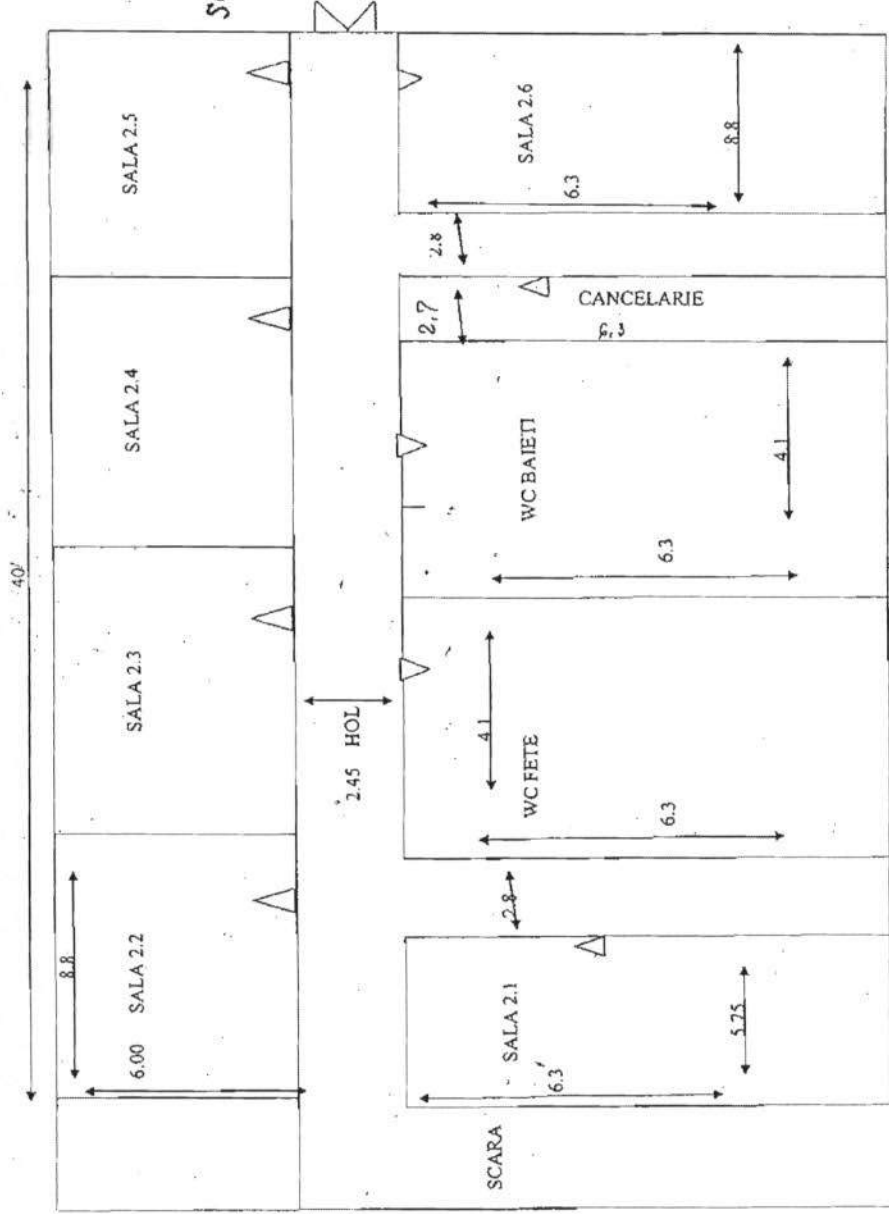 40
SALA 2.2
8.8
6.00
SALA 2.3
SALA 2.4
SALA 2.5
2.45 HOL
SCARA
SALA 2.1
6.3
5.75
2.8
WC FETE
4.1
6.3
WC BAIETI
6.3
4.1
2,7
CANCELARIE
6,3
2.8
SALA 2.6
6.3
8.8